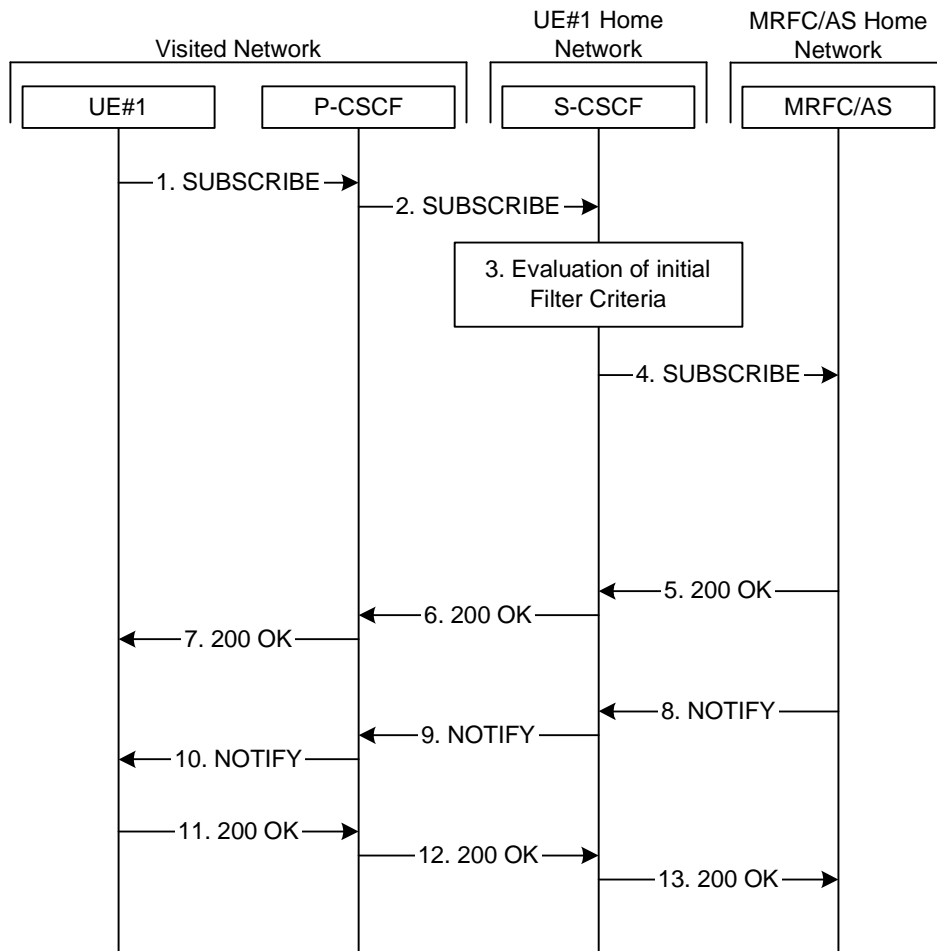 UE#1 Home
Network
MRFC/AS Home
Network
Visited Network
UE#1
P-CSCF
S-CSCF
MRFC/AS
1. SUBSCRIBE
2. SUBSCRIBE
3. Evaluation of initial
Filter Criteria
4. SUBSCRIBE
5. 200 OK
6. 200 OK
7. 200 OK
8. NOTIFY
9. NOTIFY
10. NOTIFY
11. 200 OK
12. 200 OK
13. 200 OK